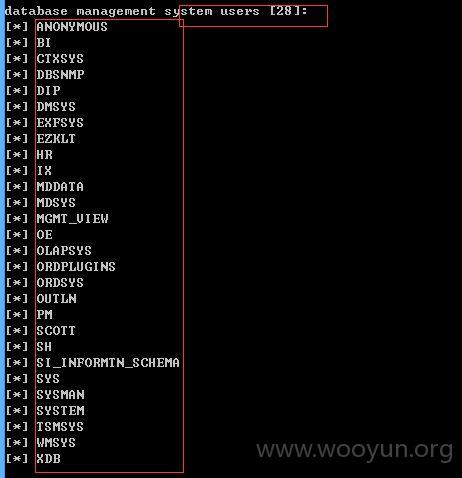 database management system users [28]:
[*] ANONYMOUS
[*] BI
[*] CTXSYS
[*] DBSNMP
[*] DIP
[*] DMSYS
[*] EXFSYS
[*] EZKLT
[*] HR
[*] IX
[*] MDDATA
[*] MDSYS
[*] MGMT_VIEW
[*] OE
[*] OLAPSYS
[*] ORDPLUGINS
[*] ORDSYS
[*] OUTLN
[*] PM
[*] SCOTT
[*] SH
[*] SI_INFORMTN_SCHEMA
[*] SYS
[*] SYSMAN
[*] SYSTEM
[*] TSMSYS
[*] WMSYS
[*] XDB
www.wooyun.org